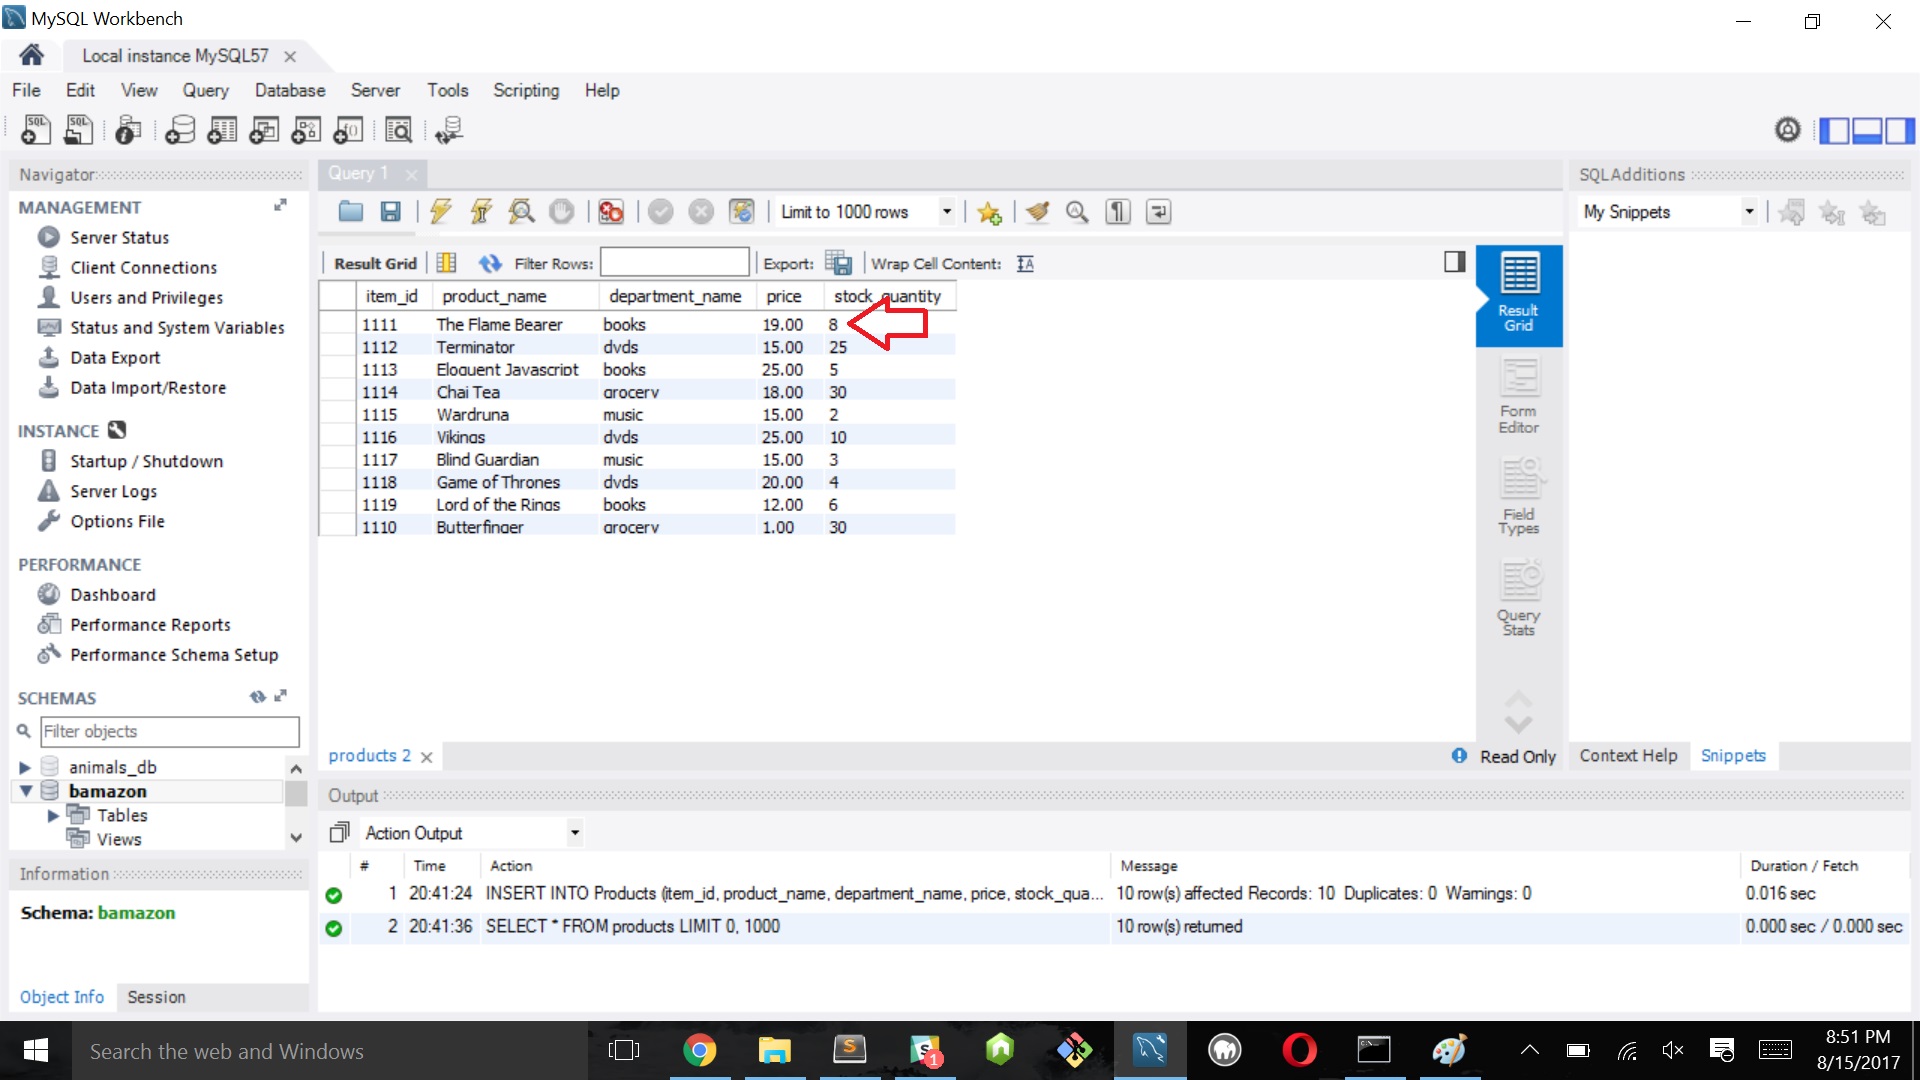 MySQL Workbench
Local instance MySQL57
File Edit View Query Database Server Tools Scripting Help
Navigator
MANAGEMENT
Server Status
Client Connections
Users and Privileges
Status and System Variables
Data Export
Data Import/Restore
INSTANCE
Startup / Shutdown
Server Logs
Options File
PERFORMANCE
Dashboard
Performance Reports
Performance Schema Setup
SCHEMAS
Filter objects
animals_db
bamazon
Tables
Views
Information
Schema: bamazon
Object Info Session
Query 1
Limit to 1000 rows
Result Grid Filter Rows: Export: Wrap Cell Content:
item_id product_name department_name price stock_quantity
1111 The Flame Bearer books 19.00 8
1112 Terminator dvds 15.00 25
1113 Eloquent Javascript books 25.00 5
1114 Chai Tea grocery 18.00 30
1115 Wardruna music 15.00 2
1116 Vikings dvds 25.00 10
1117 Blind Guardian music 15.00 3
1118 Game of Thrones dvds 20.00 4
1119 Lord of the Rings books 12.00 6
1110 Butterfinger grocery 1.00 30
Result
Grid
Form
Editor
Field
Types
Query
Stats
products 2
Read Only
SQLAdditions
My Snippets
Context Help Snippets
Output
Action Output
# Time Action Message Duration / Fetch
1 20:41:24 INSERT INTO Products (item_id, product_name, department_name, price, stock_qua... 10 row(s) affected Records: 10 Duplicates: 0 Warnings: 0 0.016 sec
2 20:41:36 SELECT * FROM products LIMIT 0, 1000 10 row(s) returned 0.000 sec / 0.000 sec
Search the web and Windows
S
S
1
8:51 PM
8/15/2017